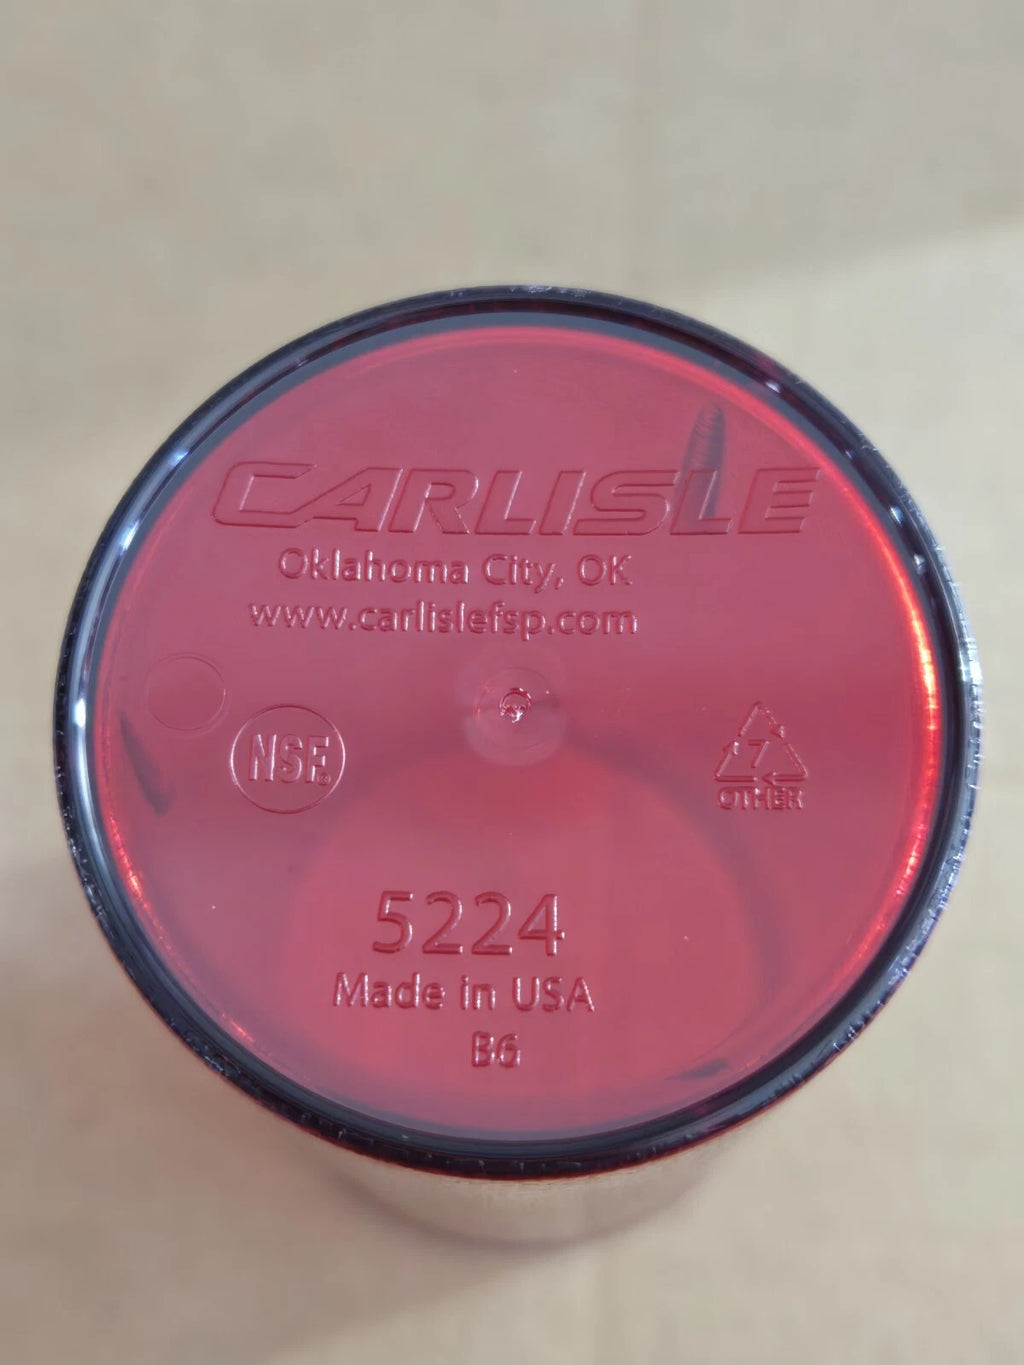 CARLISLE
Oklahoma City, OK
www.carlislefsp.com
NSF®
7
OTHER
5224
Made in USA
B6